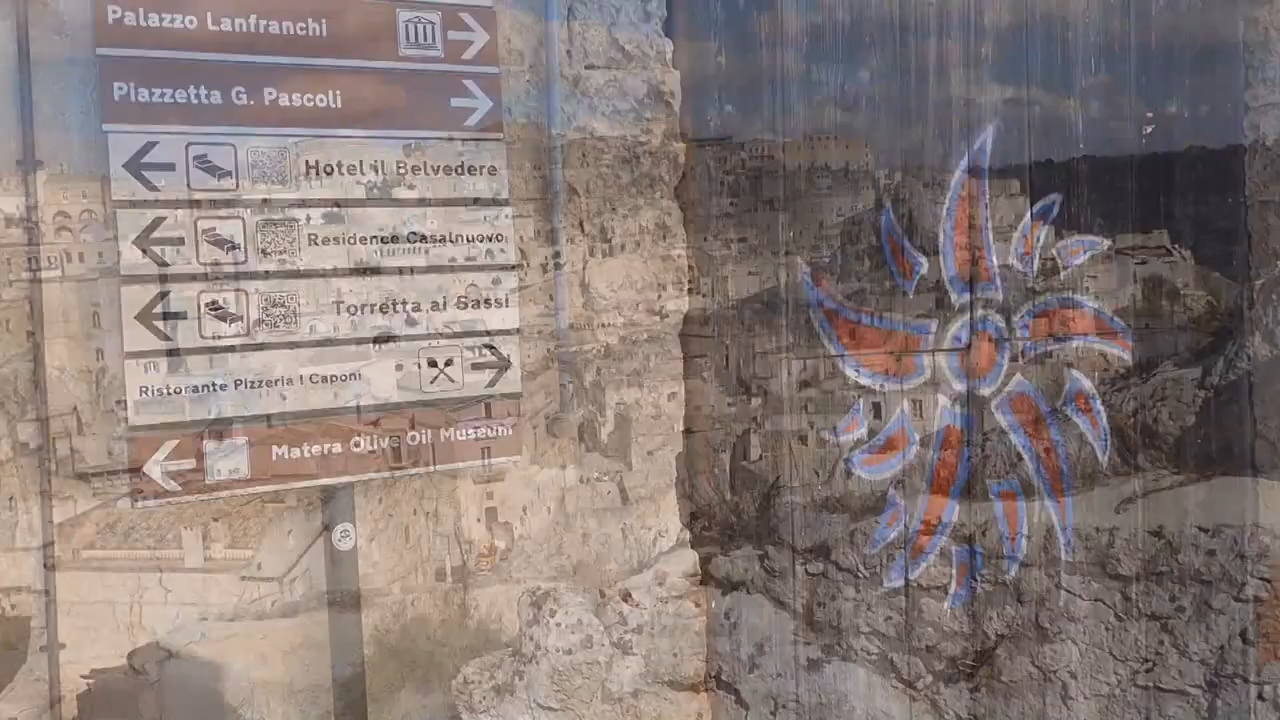 Palazzo Lanfranchi
Piazzetta G. Pascoli
Hotel il Belvedere
Residence Casalnuovo
Torretta ai Sassi
Ristorante Pizzeria I Caponi
Matera Olive Oil Museum